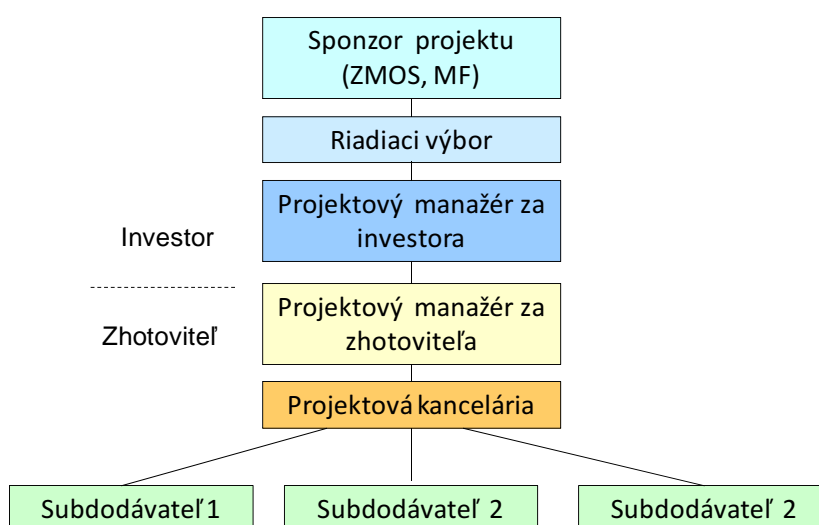 Sponzor projektu
(ZMOS, MF)
Riadiaci výbor
Projektový manažér za
investora
Investor
Projektový manažér za
zhotoviteľa
Zhotoviteľ
Projektová kancelária
Subdodávateľ 1
Subdodávateľ 2
Subdodávateľ 2